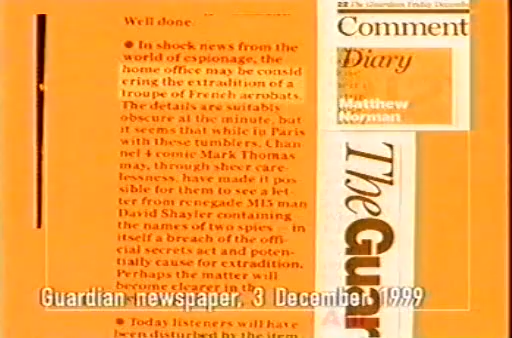 Well done.
• In shock news from the
world of espionage, the
home office may be consid
ering the extradition of a
troupe of French acrobats.
The details are suitably
obscure at the minute, but
it seems that while in Paris
with these tumblers, Chan
nel 4 comic Mark Thomas
may, through sheer care-
lessness, have made it pos
sible for them to see a let-
ter from renegade MI5 man
David Shayler containing
the names of two spies – in
itself a breach of the offi-
cial secrets act and poten-
tially cause for extradition.
Perhaps the matter will
become clearer in the
• Today listeners will have
been disturbed by the item
22 The Guardian Friday December
Comment
Diary
Matthew
Norman
The Guar
Guardian newspaper, 3 December 1999